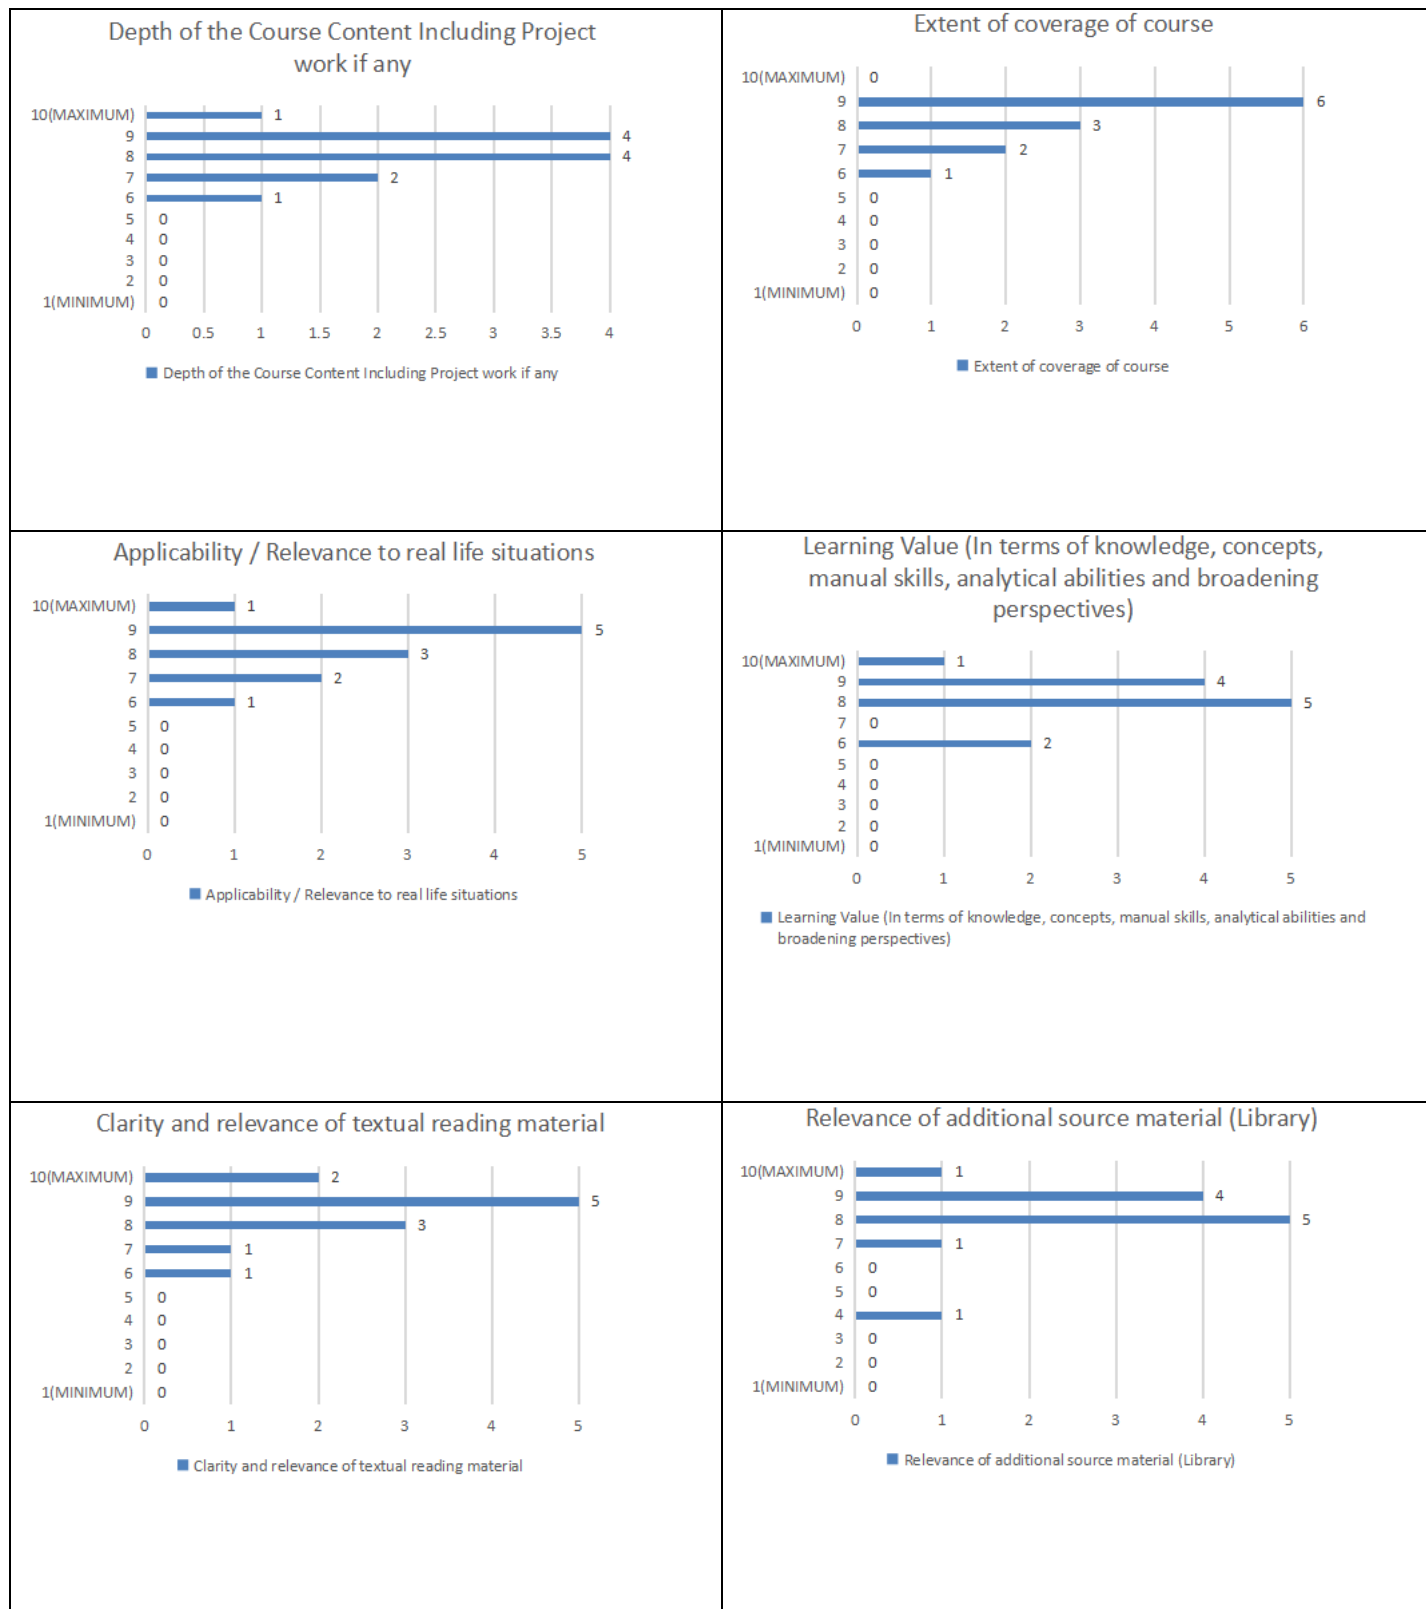 Depth of the Course Content Including Project
work if any
10(MAXIMUM) 1
9 4
8 4
7 2
6 1
5 0
4 0
3 0
2 0
1(MINIMUM) 0
0 0.5 1 1.5 2 2.5 3 3.5 4
Depth of the Course Content Including Project work if any
Extent of coverage of course
10(MAXIMUM) 0
9 6
8 3
7 2
6 1
5 0
4 0
3 0
2 0
1(MINIMUM) 0
0 1 2 3 4 5 6
Extent of coverage of course
Applicability / Relevance to real life situations
10(MAXIMUM) 1
9 5
8 3
7 2
6 1
5 0
4 0
3 0
2 0
1(MINIMUM) 0
0 1 2 3 4 5
Applicability / Relevance to real life situations
Learning Value (In terms of knowledge, concepts,
manual skills, analytical abilities and broadening
perspectives)
10(MAXIMUM) 1
9 4
8 5
7 0
6 2
5 0
4 0
3 0
2 0
1(MINIMUM) 0
0 1 2 3 4 5
Learning Value (In terms of knowledge, concepts, manual skills, analytical abilities and
broadening perspectives)
Clarity and relevance of textual reading material
10(MAXIMUM) 2
9 5
8 3
7 1
6 1
5 0
4 0
3 0
2 0
1(MINIMUM) 0
0 1 2 3 4 5
Clarity and relevance of textual reading material
Relevance of additional source material (Library)
10(MAXIMUM) 1
9 4
8 5
7 1
6 0
5 0
4 1
3 0
2 0
1(MINIMUM) 0
0 1 2 3 4 5
Relevance of additional source material (Library)